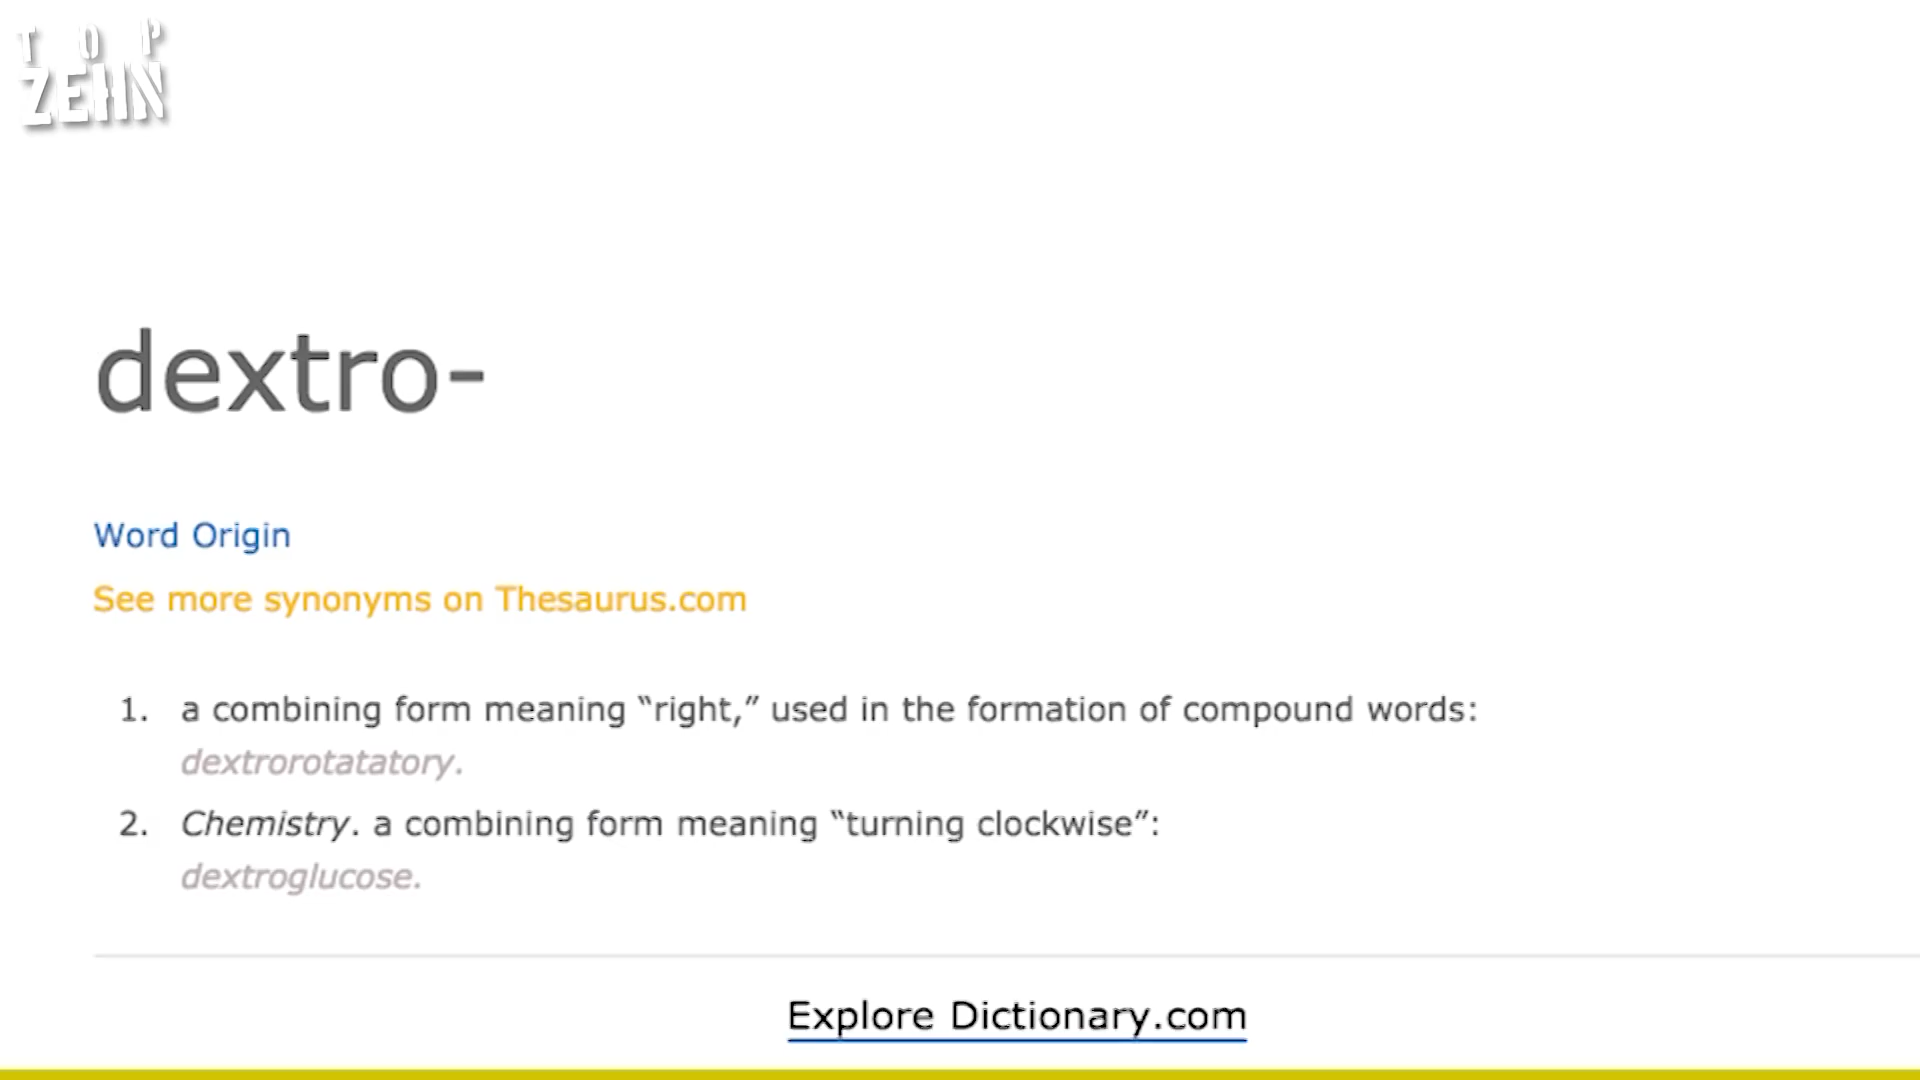 TOP
ZEHN
dextro-
Word Origin
See more synonyms on Thesaurus.com
1. a combining form meaning “right,” used in the formation of compound words:
dextrorotatatory.
2. Chemistry. a combining form meaning “turning clockwise”:
dextroglucose.
Explore Dictionary.com